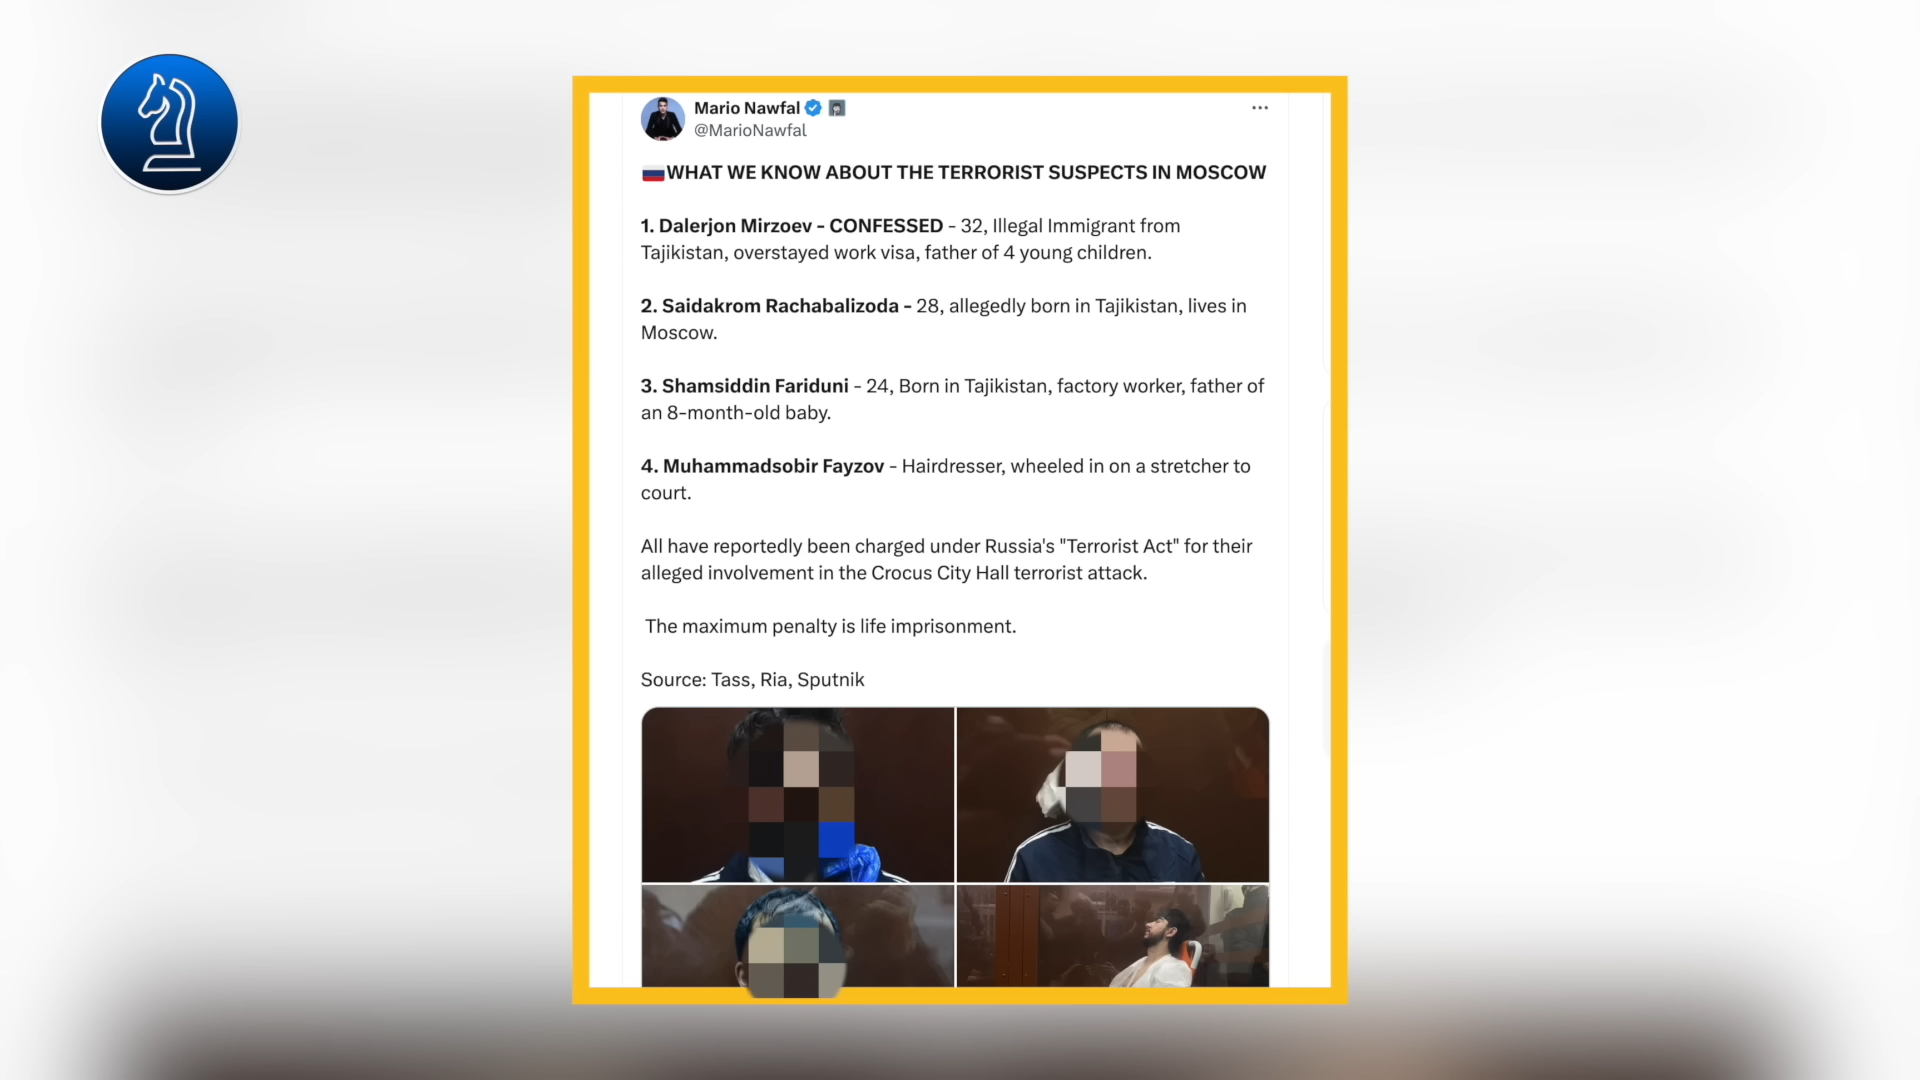 Mario Nawfal
@MarioNawfal
WHAT WE KNOW ABOUT THE TERRORIST SUSPECTS IN MOSCOW
1. Dalerjon Mirzoev - CONFESSED - 32, Illegal Immigrant from
Tajikistan, overstayed work visa, father of 4 young children.
2. Saidakrom Rachabalizoda - 28, allegedly born in Tajikistan, lives in
Moscow.
3. Shamsiddin Fariduni - 24, Born in Tajikistan, factory worker, father of
an 8-month-old baby.
4. Muhammadsobir Fayzov - Hairdresser, wheeled in on a stretcher to
court.
All have reportedly been charged under Russia's "Terrorist Act" for their
alleged involvement in the Crocus City Hall terrorist attack.
The maximum penalty is life imprisonment.
Source: Tass, Ria, Sputnik